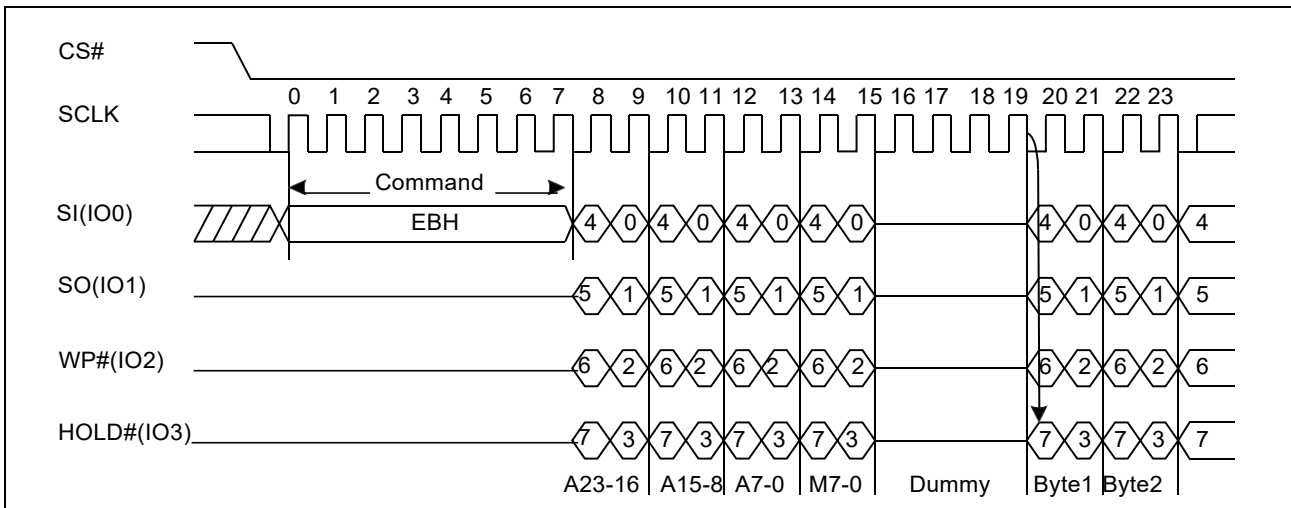 CS#
0 1 2 3 4 5 6 7 8 9 10 11 12 13 14 15 16 17 18 19 20 21 22 23
SCLK
Command
SI(IO0) EBH 4 0 4 0 4 0 4 0 4 0 4 0 4
SO(IO1) 5 1 5 1 5 1 5 1 5 1 5 1 5
WP#(IO2) 6 2 6 2 6 2 6 2 6 2 6 2 6
HOLD#(IO3) 7 3 7 3 7 3 7 3 7 3 7 3 7
A23-16 A15-8 A7-0 M7-0 Dummy Byte1 Byte2